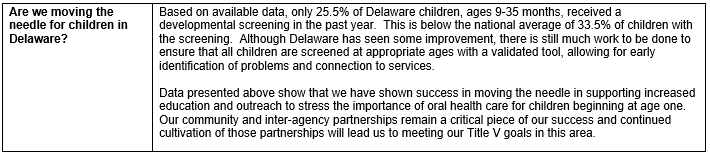 Are we moving the
needle for children in
Delaware?
Based on available data, only 25.5% of Delaware children, ages 9-35 months, received a
developmental screening in the past year.  This is below the national average of 33.5% of children with
the screening.  Although Delaware has seen some improvement, there is still much work to be done to
ensure that all children are screened at appropriate ages with a validated tool, allowing for early
identification of problems and connection to services.
Data presented above show that we have shown success in moving the needle in supporting increased
education and outreach to stress the importance of oral health care for children beginning at age one.
Our community and inter-agency partnerships remain a critical piece of our success and continued
cultivation of those partnerships will lead us to meeting our Title V goals in this area.